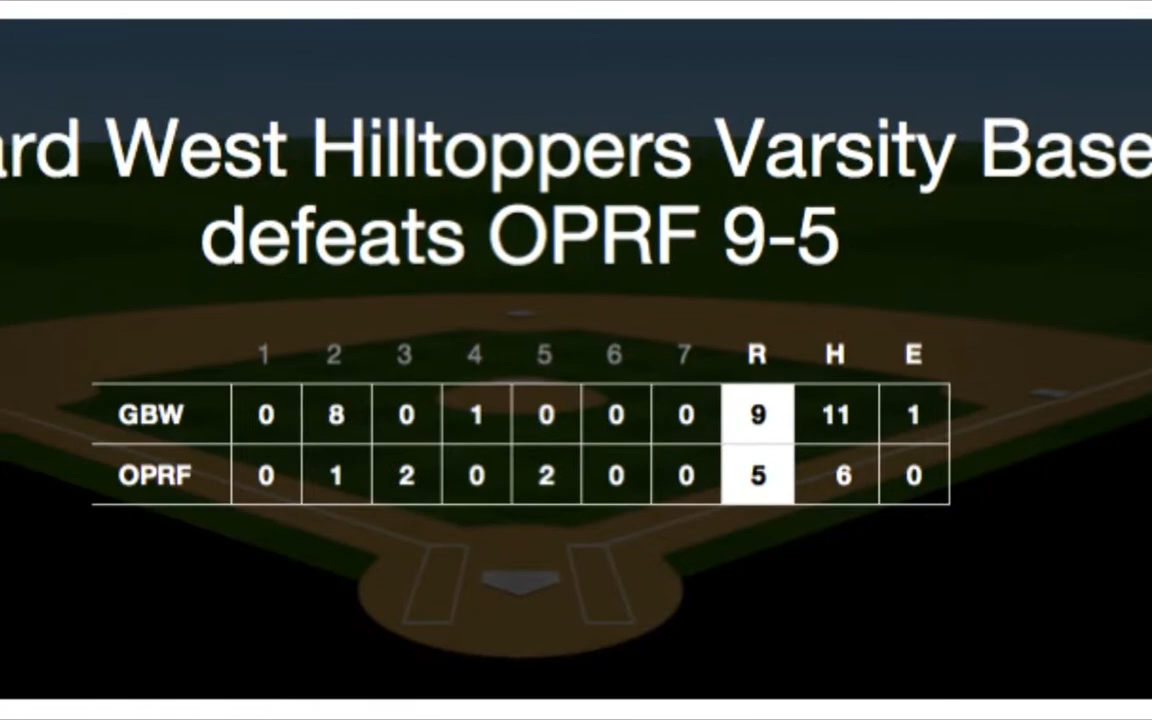 ard West Hilltoppers Varsity Base
defeats OPRF 9-5
1 2 3 4 5 6 7 R H E
GBW 0 8 0 1 0 0 0 9 11 1
OPRF 0 1 2 0 2 0 0 5 6 0